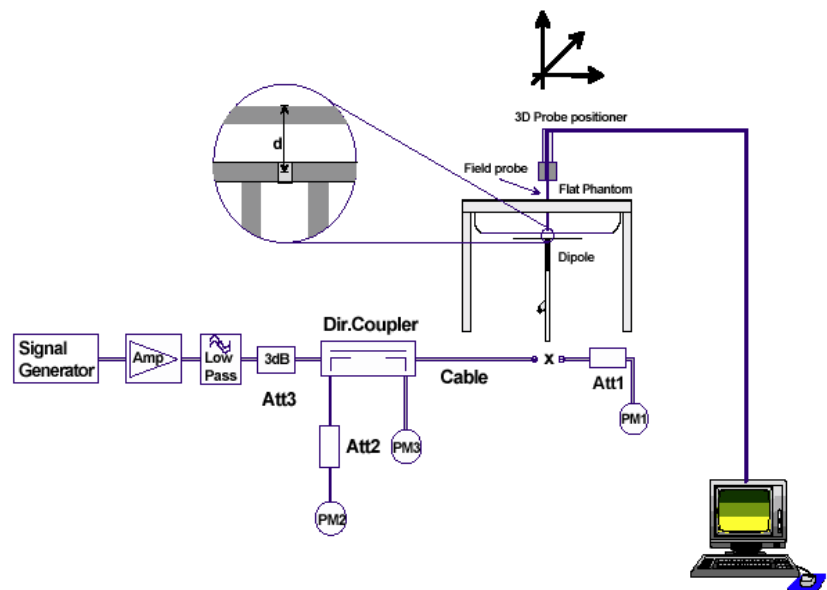 3D Probe positioner
d
Field probe
Flat Phantom
Dipole
Dir.Coupler
Signal
Generator
Amp
Low
Pass
3dB
Att3
Cable
x
Att1
PM1
Att2
PM3
PM2